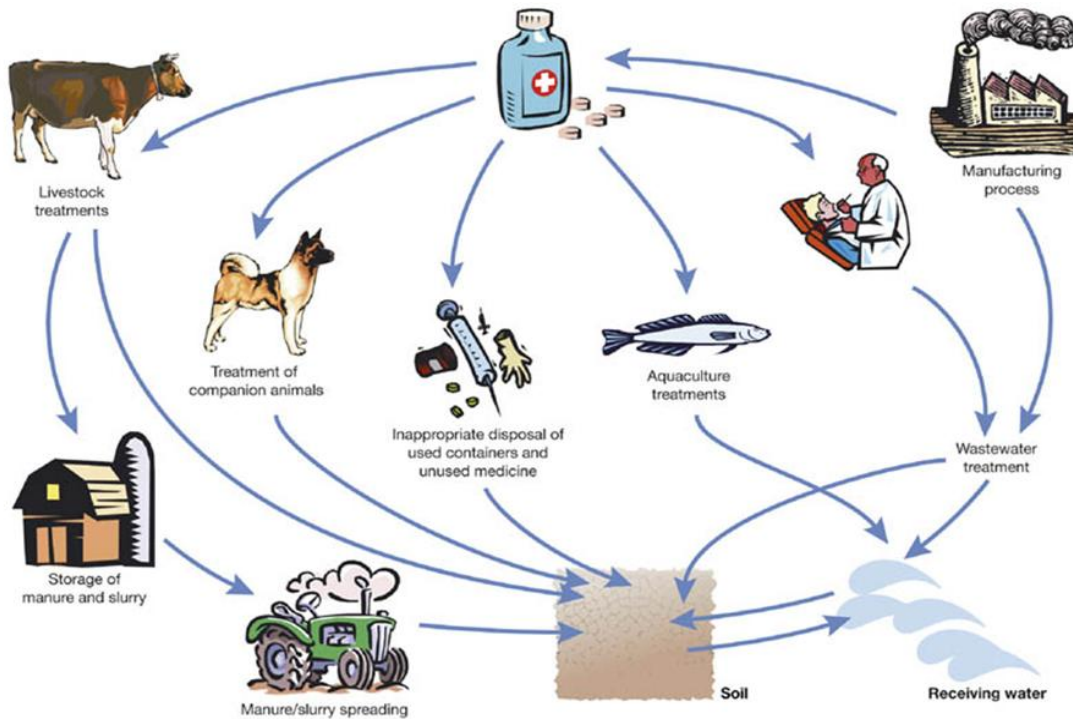 Livestock
treatments
Manufacturing
process
Treatment of
companion animals
Aquaculture
treatments
Inappropriate disposal of
used containers and
unused medicine
Wastewater
treatment
Storage of
manure and slurry
Manure/slurry spreading
Soil
Receiving water